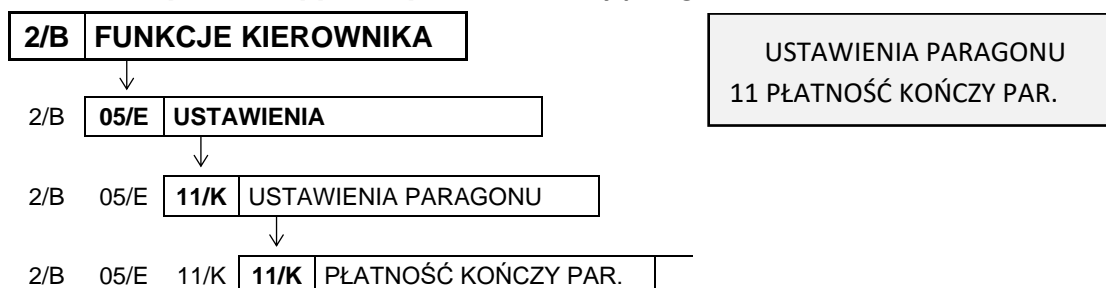 2/B FUNKCJE KIEROWNIKA
2/B 05/E USTAWIENIA
2/B 05/E 11/K USTAWIENIA PARAGONU
2/B 05/E 11/K 11/K PŁATNOŚĆ KOŃCZY PAR.
USTAWIENIA PARAGONU
11 PŁATNOŚĆ KOŃCZY PAR.